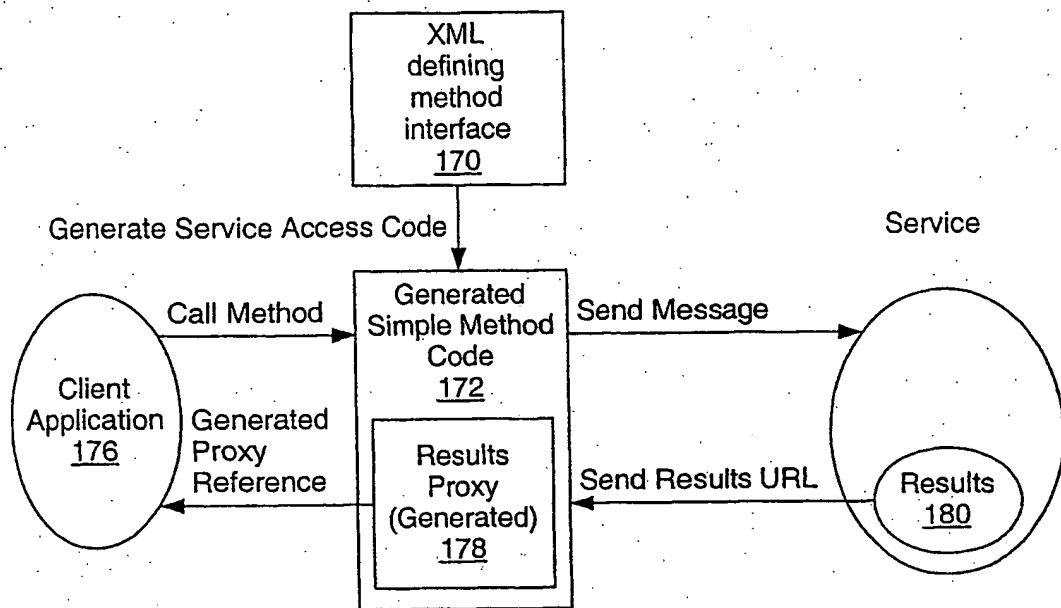 XML
defining
method
interface
170
Generate Service Access Code
Service
Generated
Simple Method
Code
172
Call Method
Send Message
Client
Application
176
Generated
Proxy
Reference
Results
Proxy
(Generated)
178
Send Results URL
Results
180